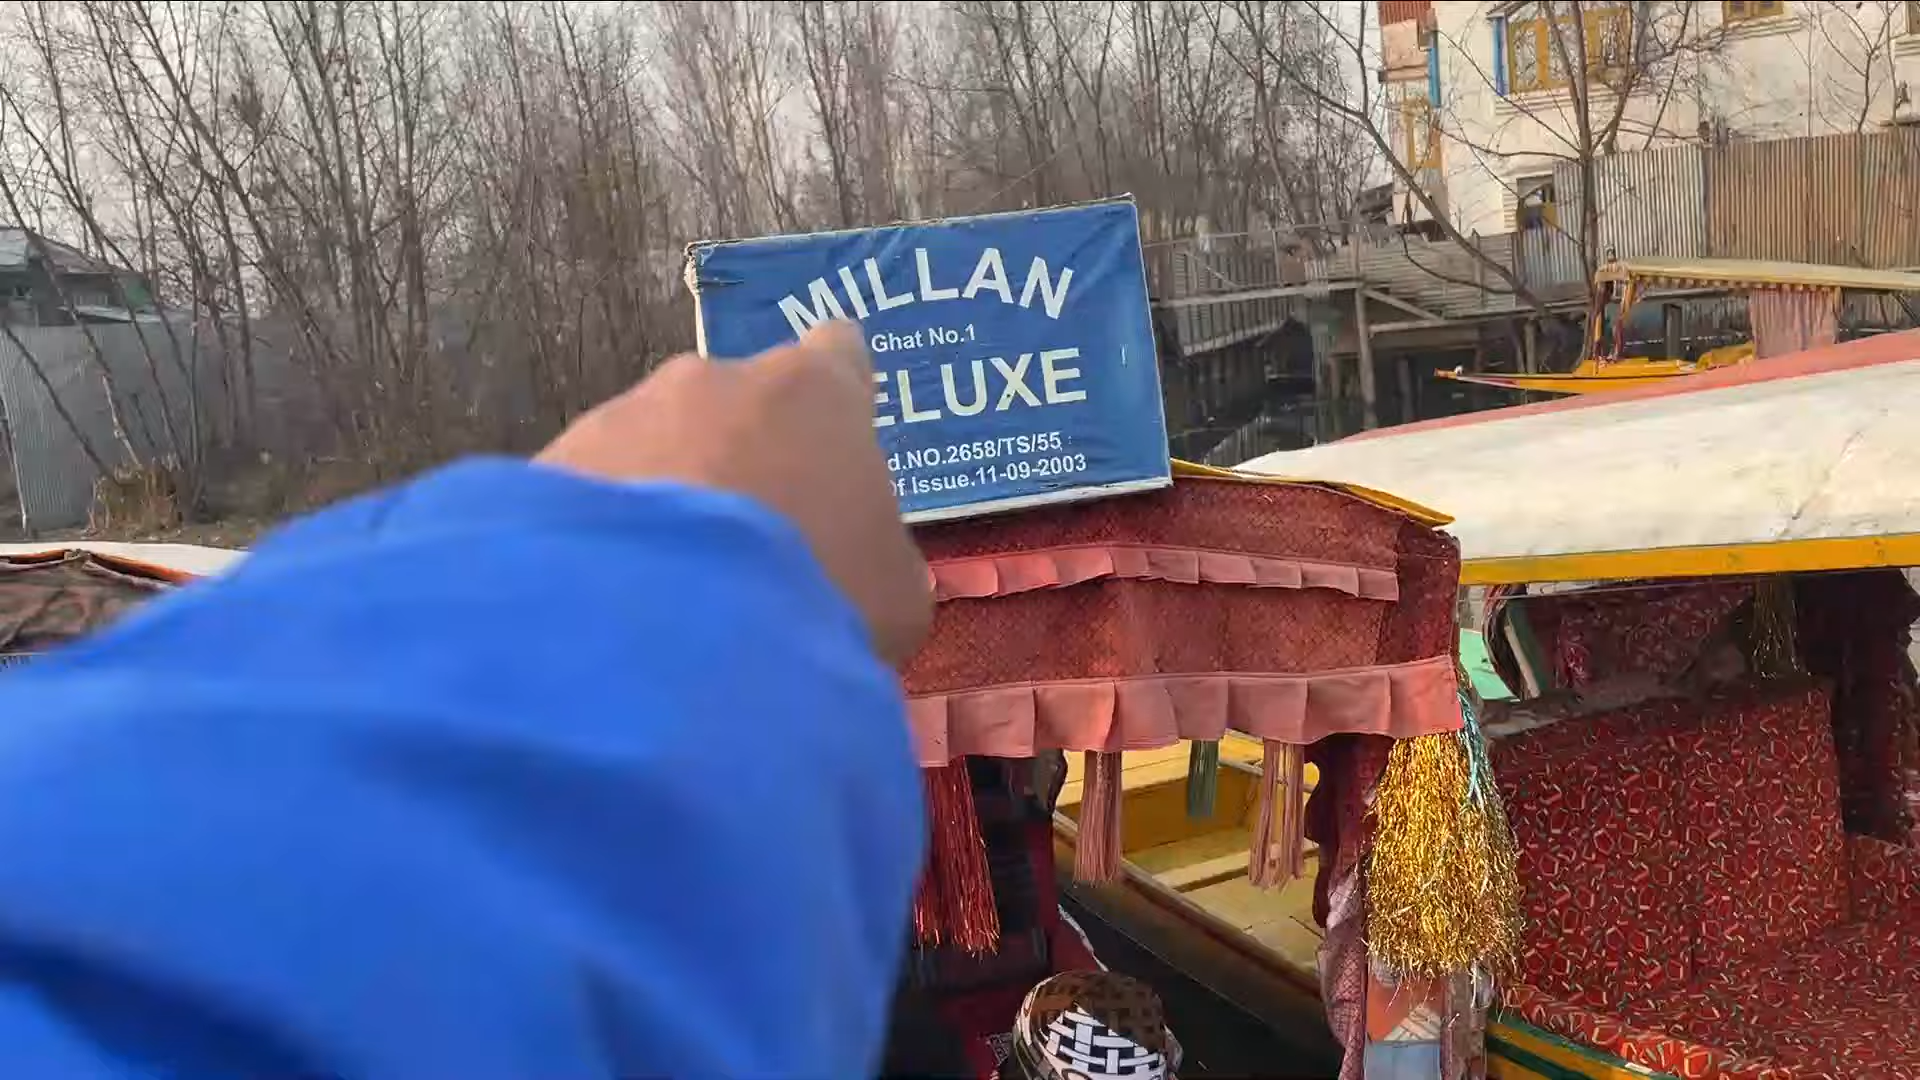 MILLAN
Ghat No.1
ELUXE
d.NO.2658/TS/55
of Issue.11-09-2003